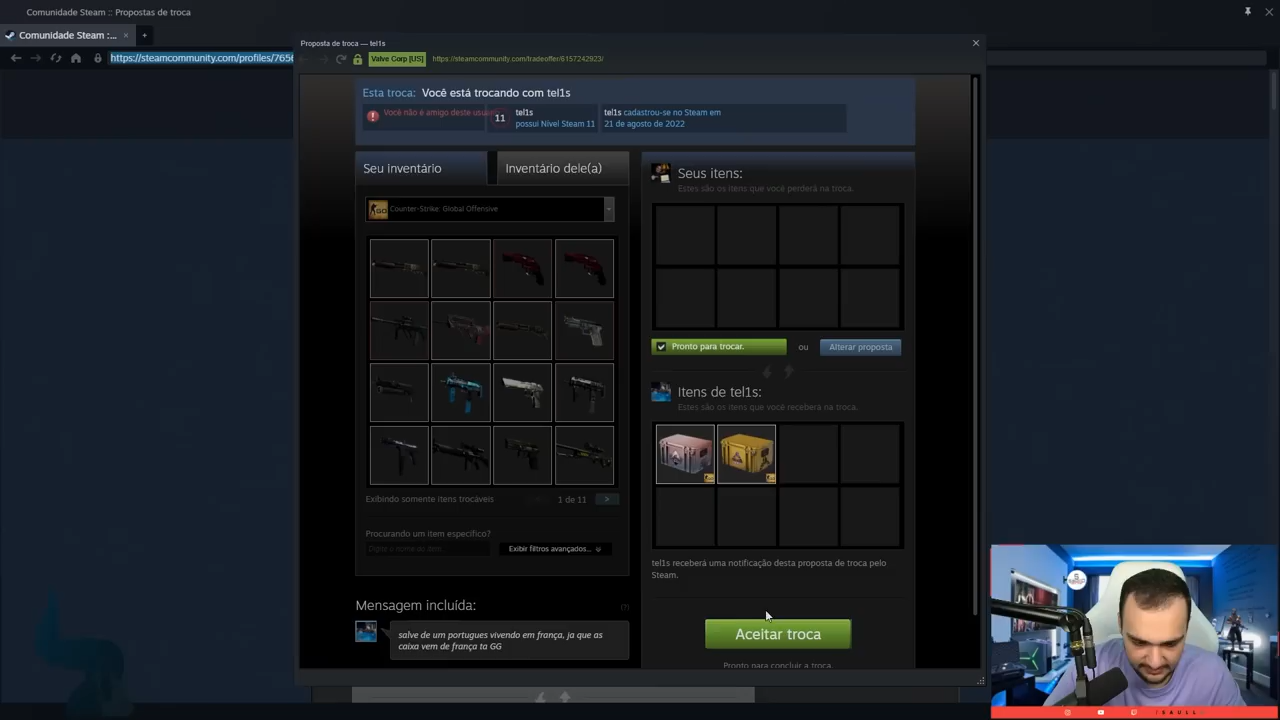 Comunidade Steam :: Propostas de troca
Comunidade Steam :...
https://steamcommunity.com/profiles/7656
Proposta de troca — tel1s
Valve Corp [US]
https://steamcommunity.com/tradeoffer/6157242923/
Esta troca: Você está trocando com tel1s
Você não é amigo deste
11
tel1s
possui Nível Steam 11
tel1s cadastrou-se no Steam em
21 de agosto de 2022
Seu inventário
Inventário dele(a)
Counter-Strike: Global Offensive
Exibindo somente itens trocáveis
1 de 11
>
Procurando um item específico?
Digite o nome do item
Exibir filtros avançados...
Mensagem incluída:
(?)
salve de um portugues vivendo em frança, ja que as
caixa vem de frança ta GG
Seus itens:
Estes são os itens que você perderá na troca.
Pronto para trocar.
ou
Alterar proposta
Itens de tel1s:
Estes são os itens que você receberá na troca.
tel1s receberá uma notificação desta proposta de troca pelo
Steam.
Aceitar troca
Pronto para concluir a troca.
SAULL